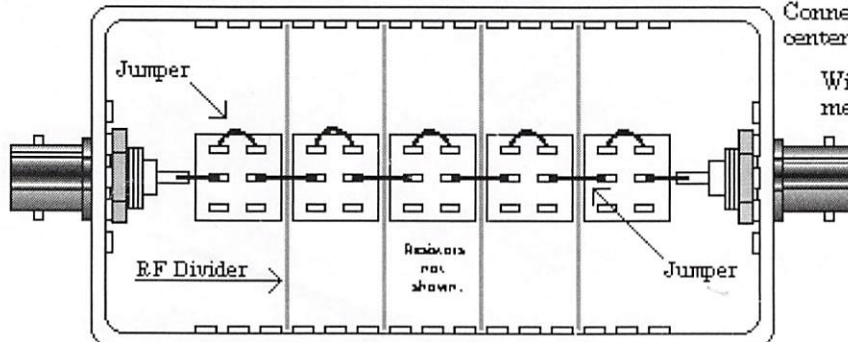 Conne
center
Wi
me
Jumper
RF Divider
Resistors
not
shown.
Jumper